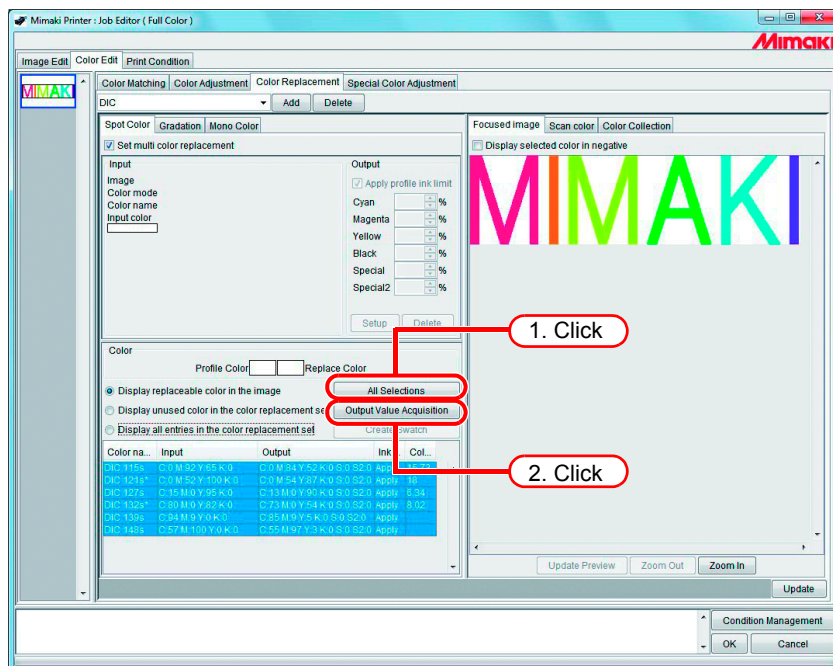 Mimaki Printer : Job Editor ( Full Color )
Mimaki
Image Edit Color Edit Print Condition
MIMAKI
Color Matching Color Adjustment Color Replacement Special Color Adjustment
DIC Add Delete
Spot Color Gradation Mono Color
Set multi color replacement
Input
Image
Color mode
Color name
Input color
Output
Apply profile ink limit
Cyan %
Magenta %
Yellow %
Black %
Special %
Special2 %
Setup Delete
Color
Profile Color Replace Color
Display replaceable color in the image
All Selections
Display unused color in the color replacement se
Output Value Acquisition
Display all entries in the color replacement set
Create Swatch
Color na... Input Output Ink... Col...
DIC 115s C:0 M:92 Y:65 K:0 C:0 M:84 Y:52 K:0 S:0 S2:0 Apply 15.73
DIC 121s* C:0 M:52 Y:100 K:0 C:0 M:54 Y:87 K:0 S:0 S2:0 Apply 18
DIC 127s C:15 M:0 Y:95 K:0 C:13 M:0 Y:90 K:0 S:0 S2:0 Apply 6.34
DIC 132s* C:80 M:0 Y:82 K:0 C:73 M:0 Y:54 K:0 S:0 S2:0 Apply 8.02
DIC 139s C:94 M:9 Y:0 K:0 C:85 M:9 Y:5 K:0 S:0 S2:0 Apply
DIC 148s C:57 M:100 Y:0 K:0 C:55 M:97 Y:3 K:0 S:0 S2:0 Apply
Focused image Scan color Color Collection
Display selected color in negative
MIMAKI
1. Click
2. Click
Update Preview Zoom Out Zoom In
Update
Condition Management
OK Cancel